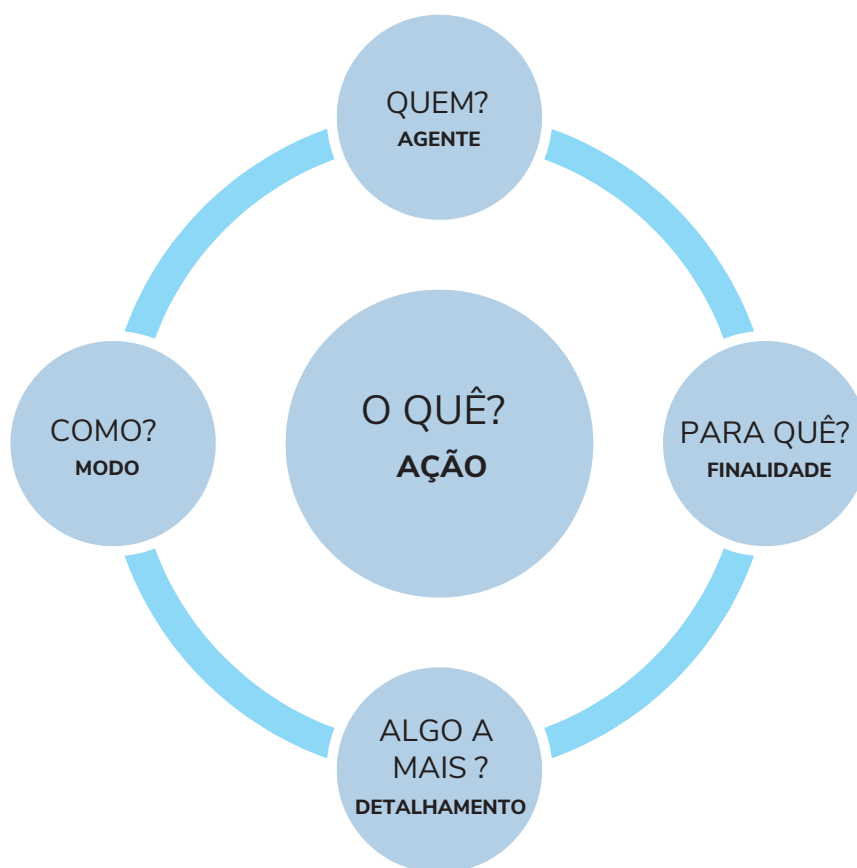 QUEM?
AGENTE
COMO?
MODO
O QUÊ?
AÇÃO
PARA QUÊ?
FINALIDADE
ALGO A
MAIS ?
DETALHAMENTO